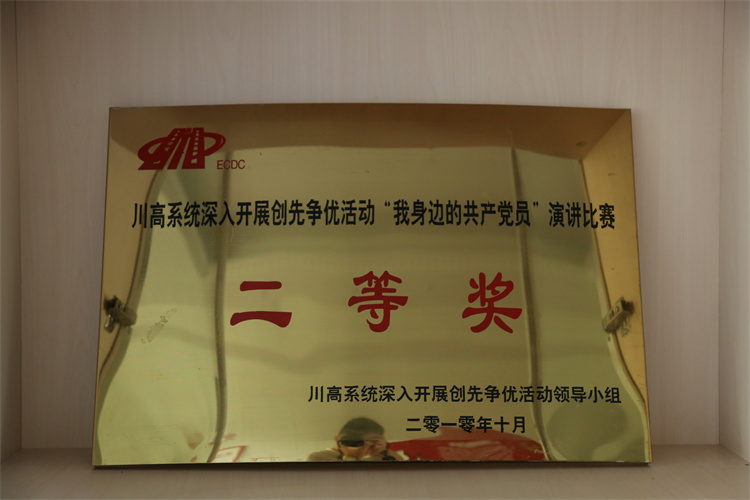 ECDC
川高系统深入开展创先争优活动“我身边的共产党员”演讲比赛
二等奖
川高系统深入开展创先争优活动领导小组
二零一零年十月